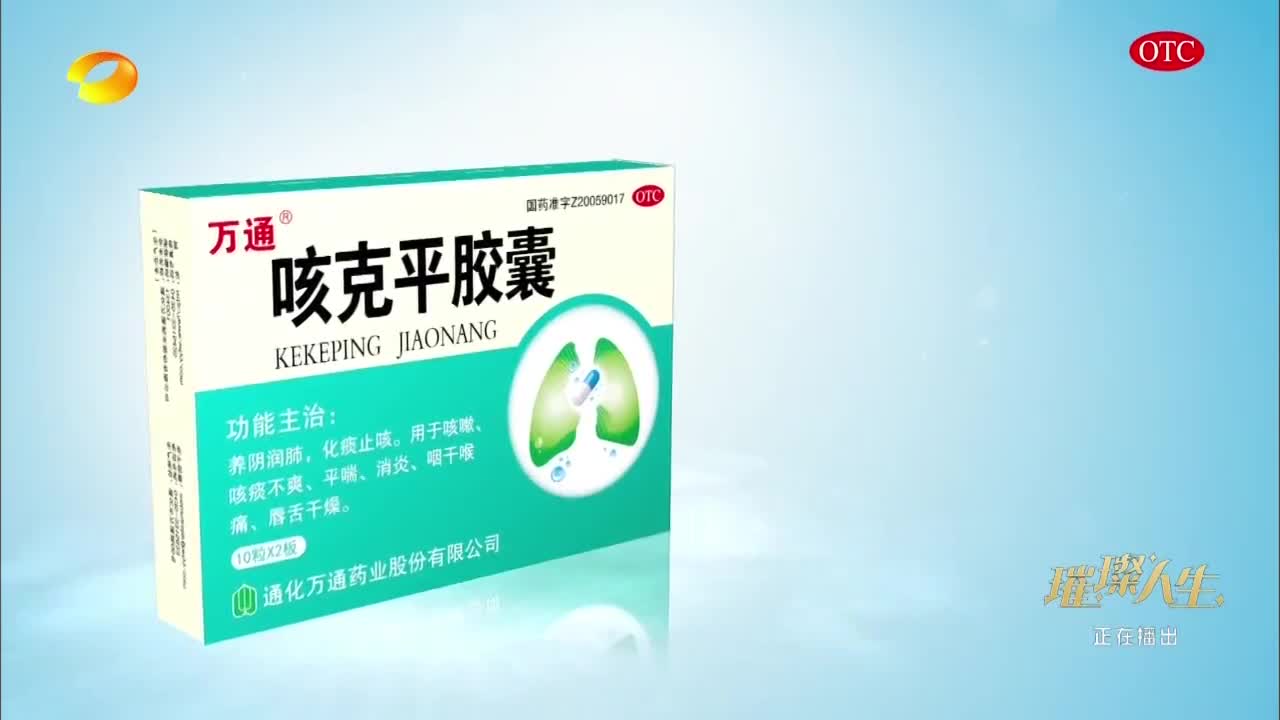 OTC
国药准字Z20059017 OTC
万通®
咳克平胶囊
KEKEPING JIAONANG
功能主治：
养阴润肺，化痰止咳。用于咳嗽、
咳痰不爽、平喘、消炎、咽干喉
痛、唇舌干燥。
10粒X2板
通化万通药业股份有限公司
璀璨人生
正在播出